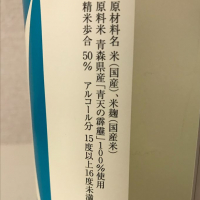 原材料名 米(国産)、米麹(国産米)
原料米 青森県産「青天の霹靂」100%使用
精米歩合 50% アルコール分 15度以上16度未満